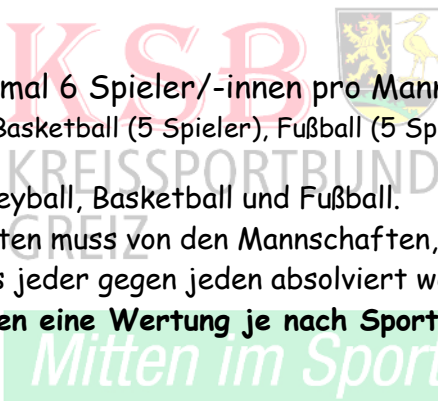 KSB
mal 6 Spieler/-innen pro Mann
Basketball (5 Spieler), Fußball (5 Sp
KREISSPORTBUND
eyball, Basketball und Fußball.
GREIZ
ten muss von den Mannschaften,
s jeder gegen jeden absolviert w
en eine Wertung je nach Sport
Mitten im Sport